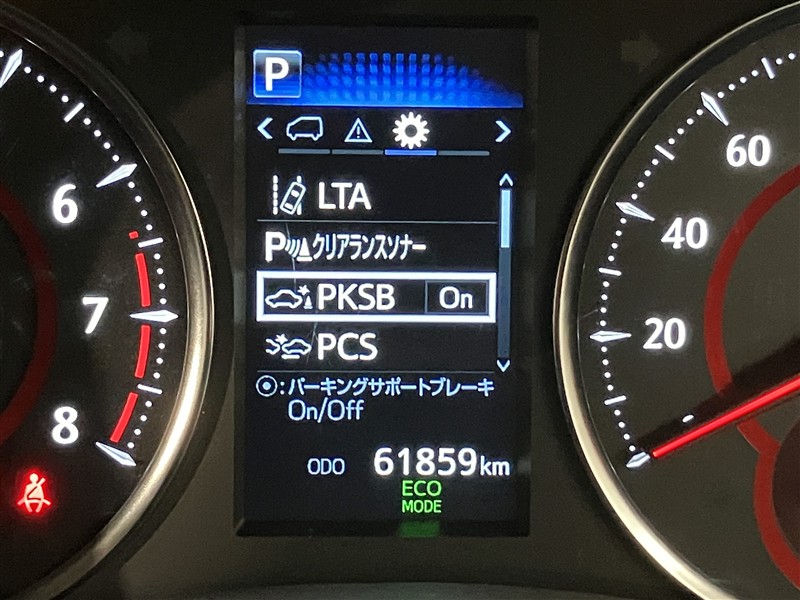 P
LTA
P クリアランスソナー
PKSB On
PCS
:パーキングサポートブレーキ
On/Off
ODO 61859km
ECO
MODE
6
7
8
60
40
20